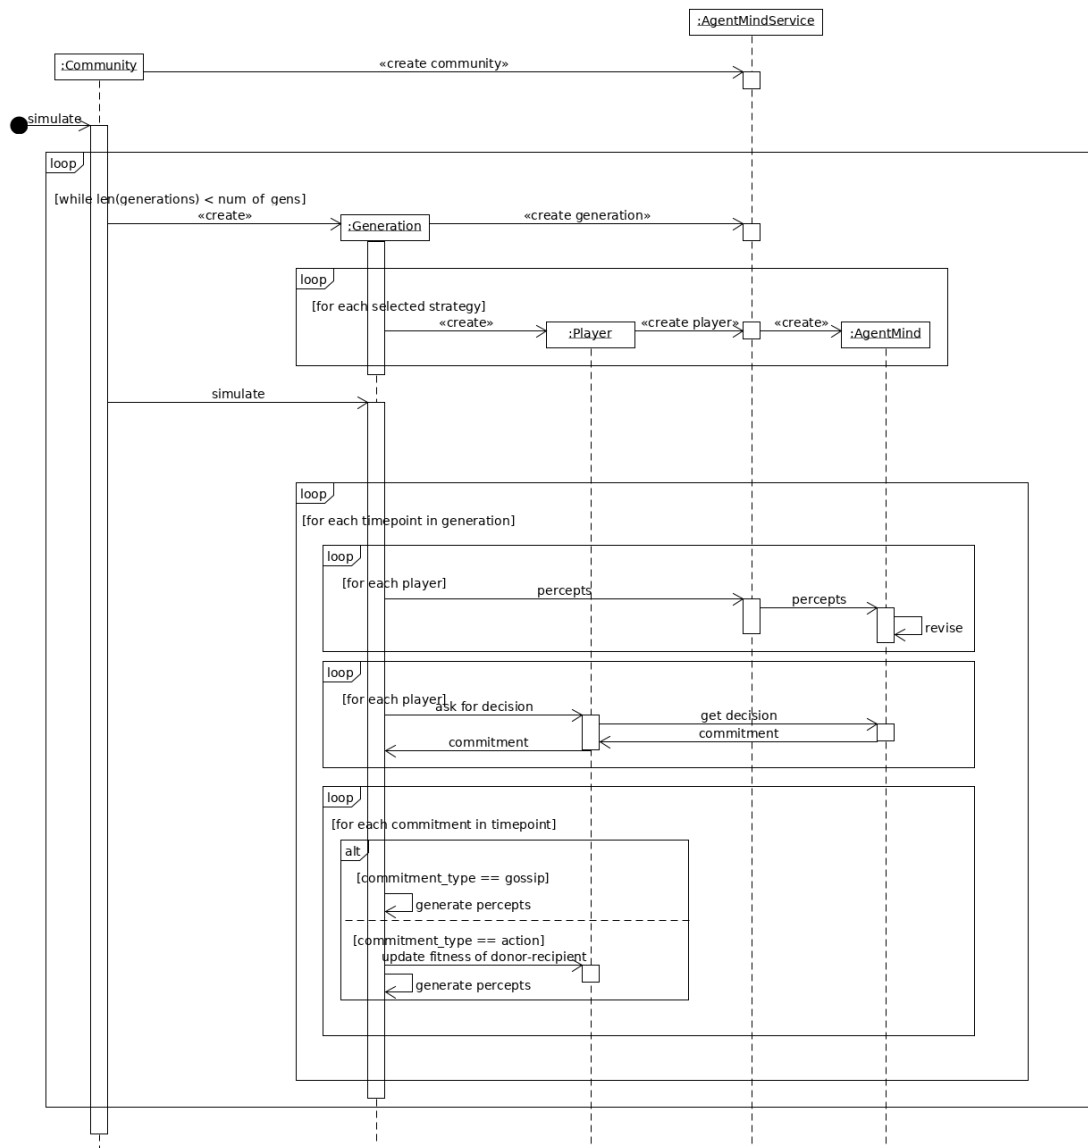 :AgentMindService
:Community
«create community»
simulate
loop
[while len(generations) < num_of_gens]
«create»
:Generation
«create generation»
loop
[for each selected strategy]
«create»
:Player
«create player»
«create»
:AgentMind
simulate
loop
[for each timepoint in generation]
loop
[for each player]
percepts
percepts
revise
loop
[for each player]
ask for decision
get decision
commitment
commitment
loop
[for each commitment in timepoint]
alt
[commitment_type == gossip]
generate percepts
[commitment_type == action]
update fitness of donor-recipient
generate percepts